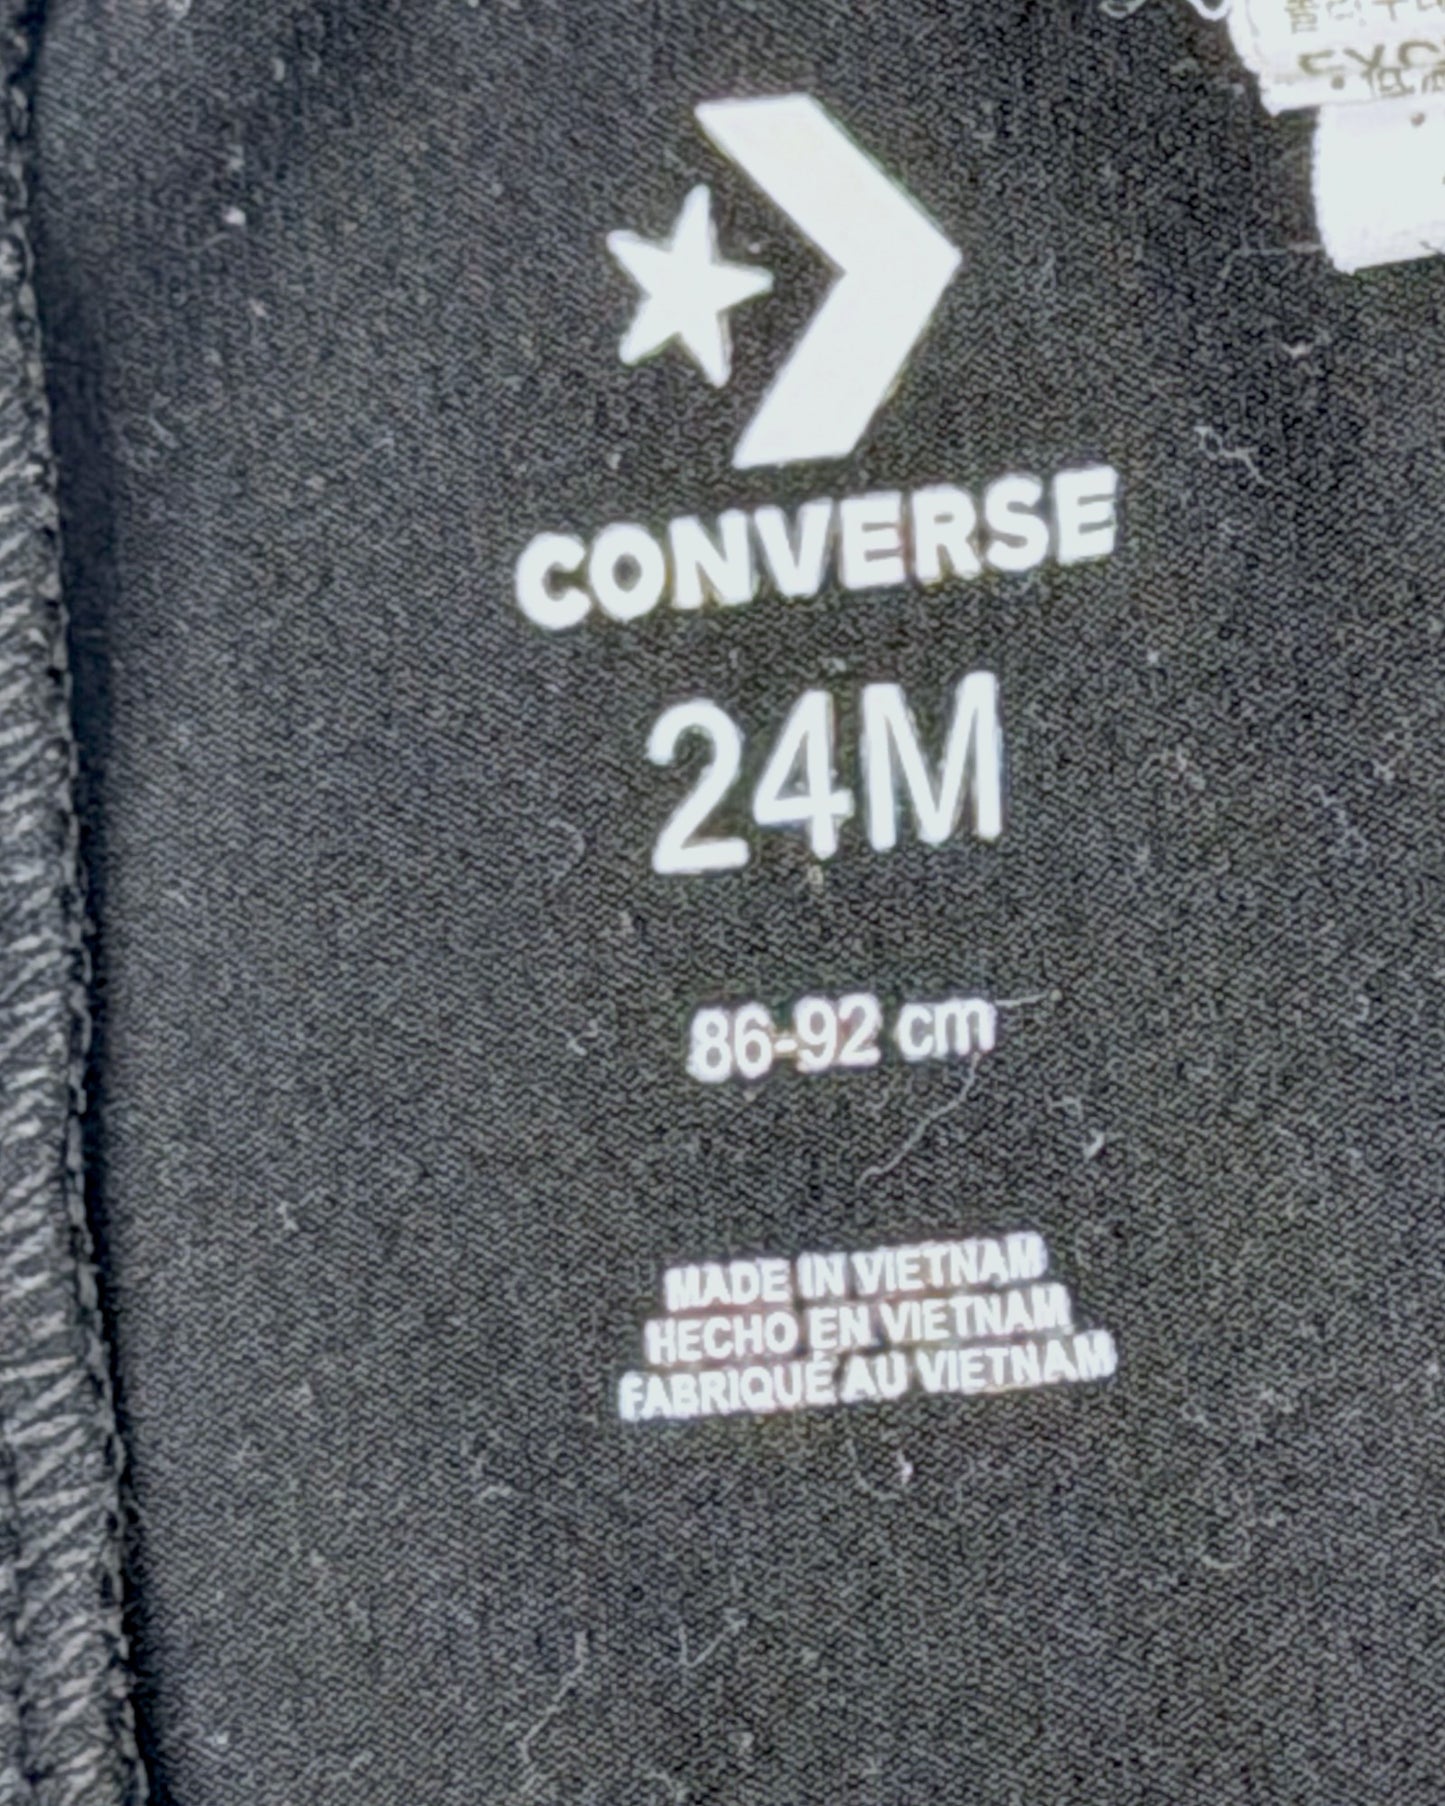 CONVERSE
24M
86-92 cm
MADE IN VIETNAM
HECHO EN VIETNAM
FABRIQUÉ AU VIETNAM